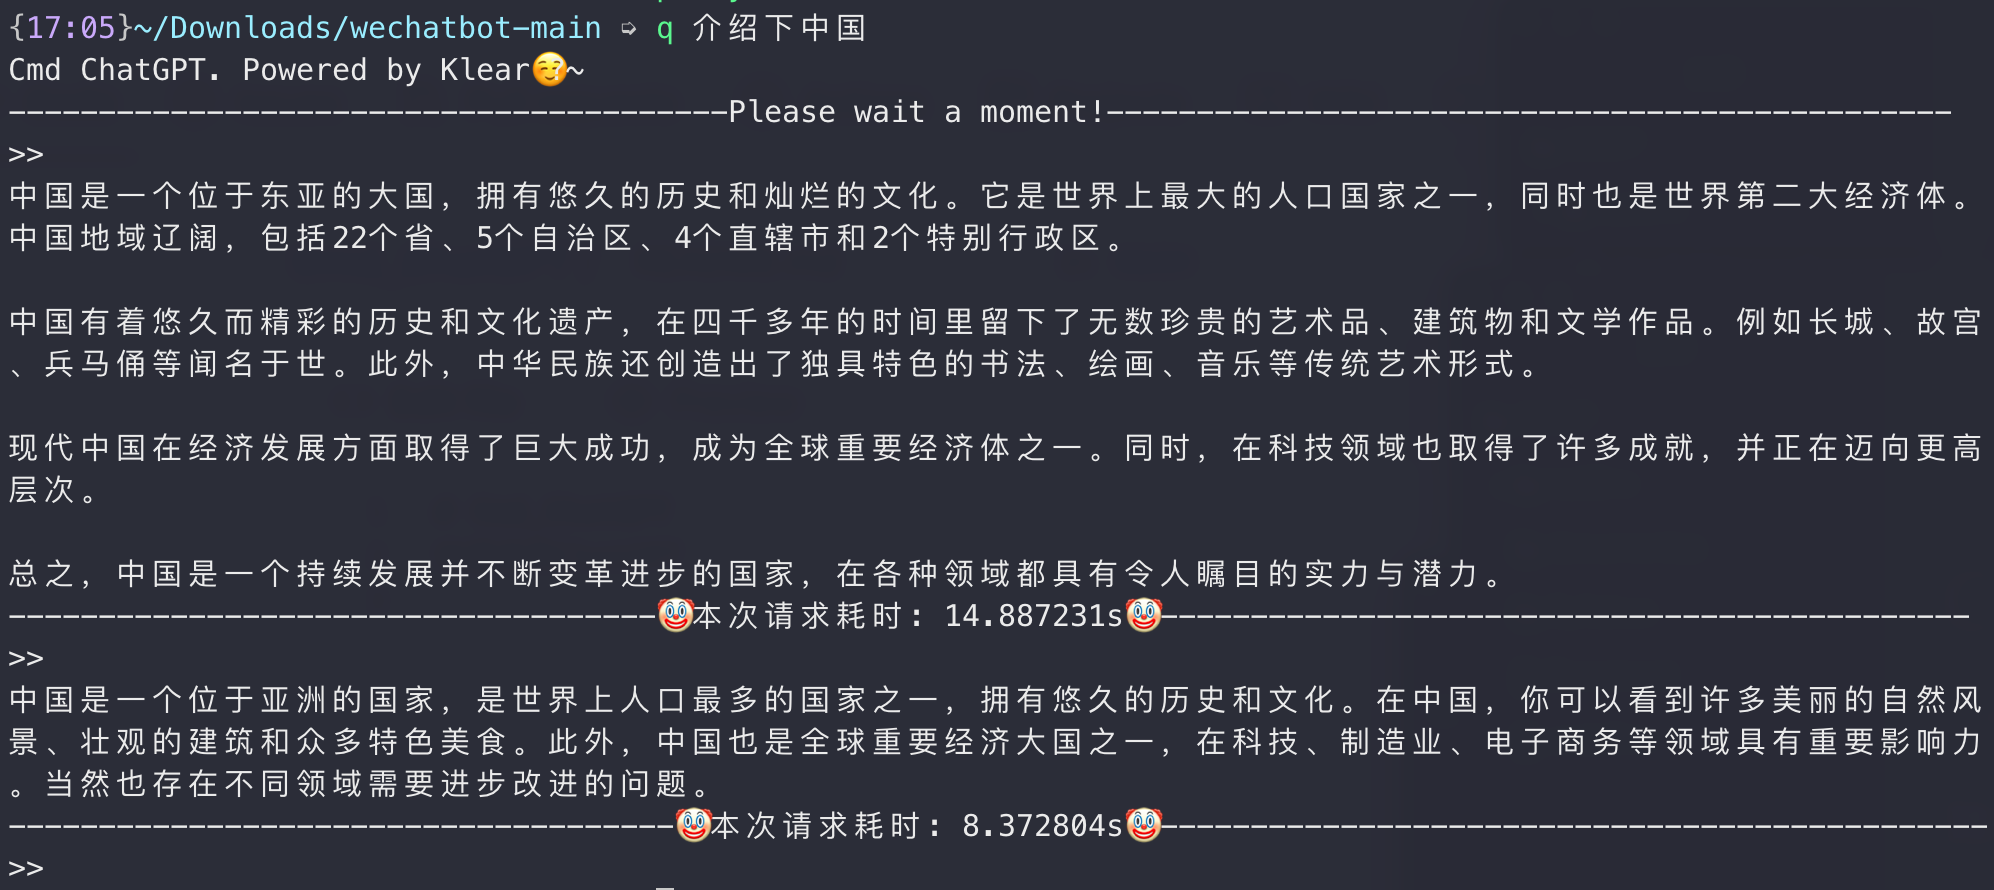 {17:05}~/Downloads/wechatbot-main ➭ q 介绍下中国
Cmd ChatGPT. Powered by Klear~
----------------------------------------Please wait a moment!-----------------------------------------------
>>
中国是一个位于东亚的大国，拥有悠久的历史和灿烂的文化。它是世界上最大的人口国家之一，同时也是世界第二大经济体。
中国地域辽阔，包括22个省、5个自治区、4个直辖市和2个特别行政区。
中国有着悠久而精彩的历史和文化遗产，在四千多年的时间里留下了无数珍贵的艺术品、建筑物和文学作品。例如长城、故宫
、兵马俑等闻名于世。此外，中华民族还创造出了独具特色的书法、绘画、音乐等传统艺术形式。
现代中国在经济发展方面取得了巨大成功，成为全球重要经济体之一。同时，在科技领域也取得了许多成就，并正在迈向更高
层次。
总之，中国是一个持续发展并不断变革进步的国家，在各种领域都具有令人瞩目的实力与潜力。
------------------------------------🤡本次请求耗时: 14.887231s🤡---------------------------------------------
>>
中国是一个位于亚洲的国家，是世界上人口最多的国家之一，拥有悠久的历史和文化。在中国，你可以看到许多美丽的自然风
景、壮观的建筑和众多特色美食。此外，中国也是全球重要经济大国之一，在科技、制造业、电子商务等领域具有重要影响力
。当然也存在不同领域需要进步改进的问题。
-------------------------------------🤡本次请求耗时: 8.372804s🤡----------------------------------------------
>>